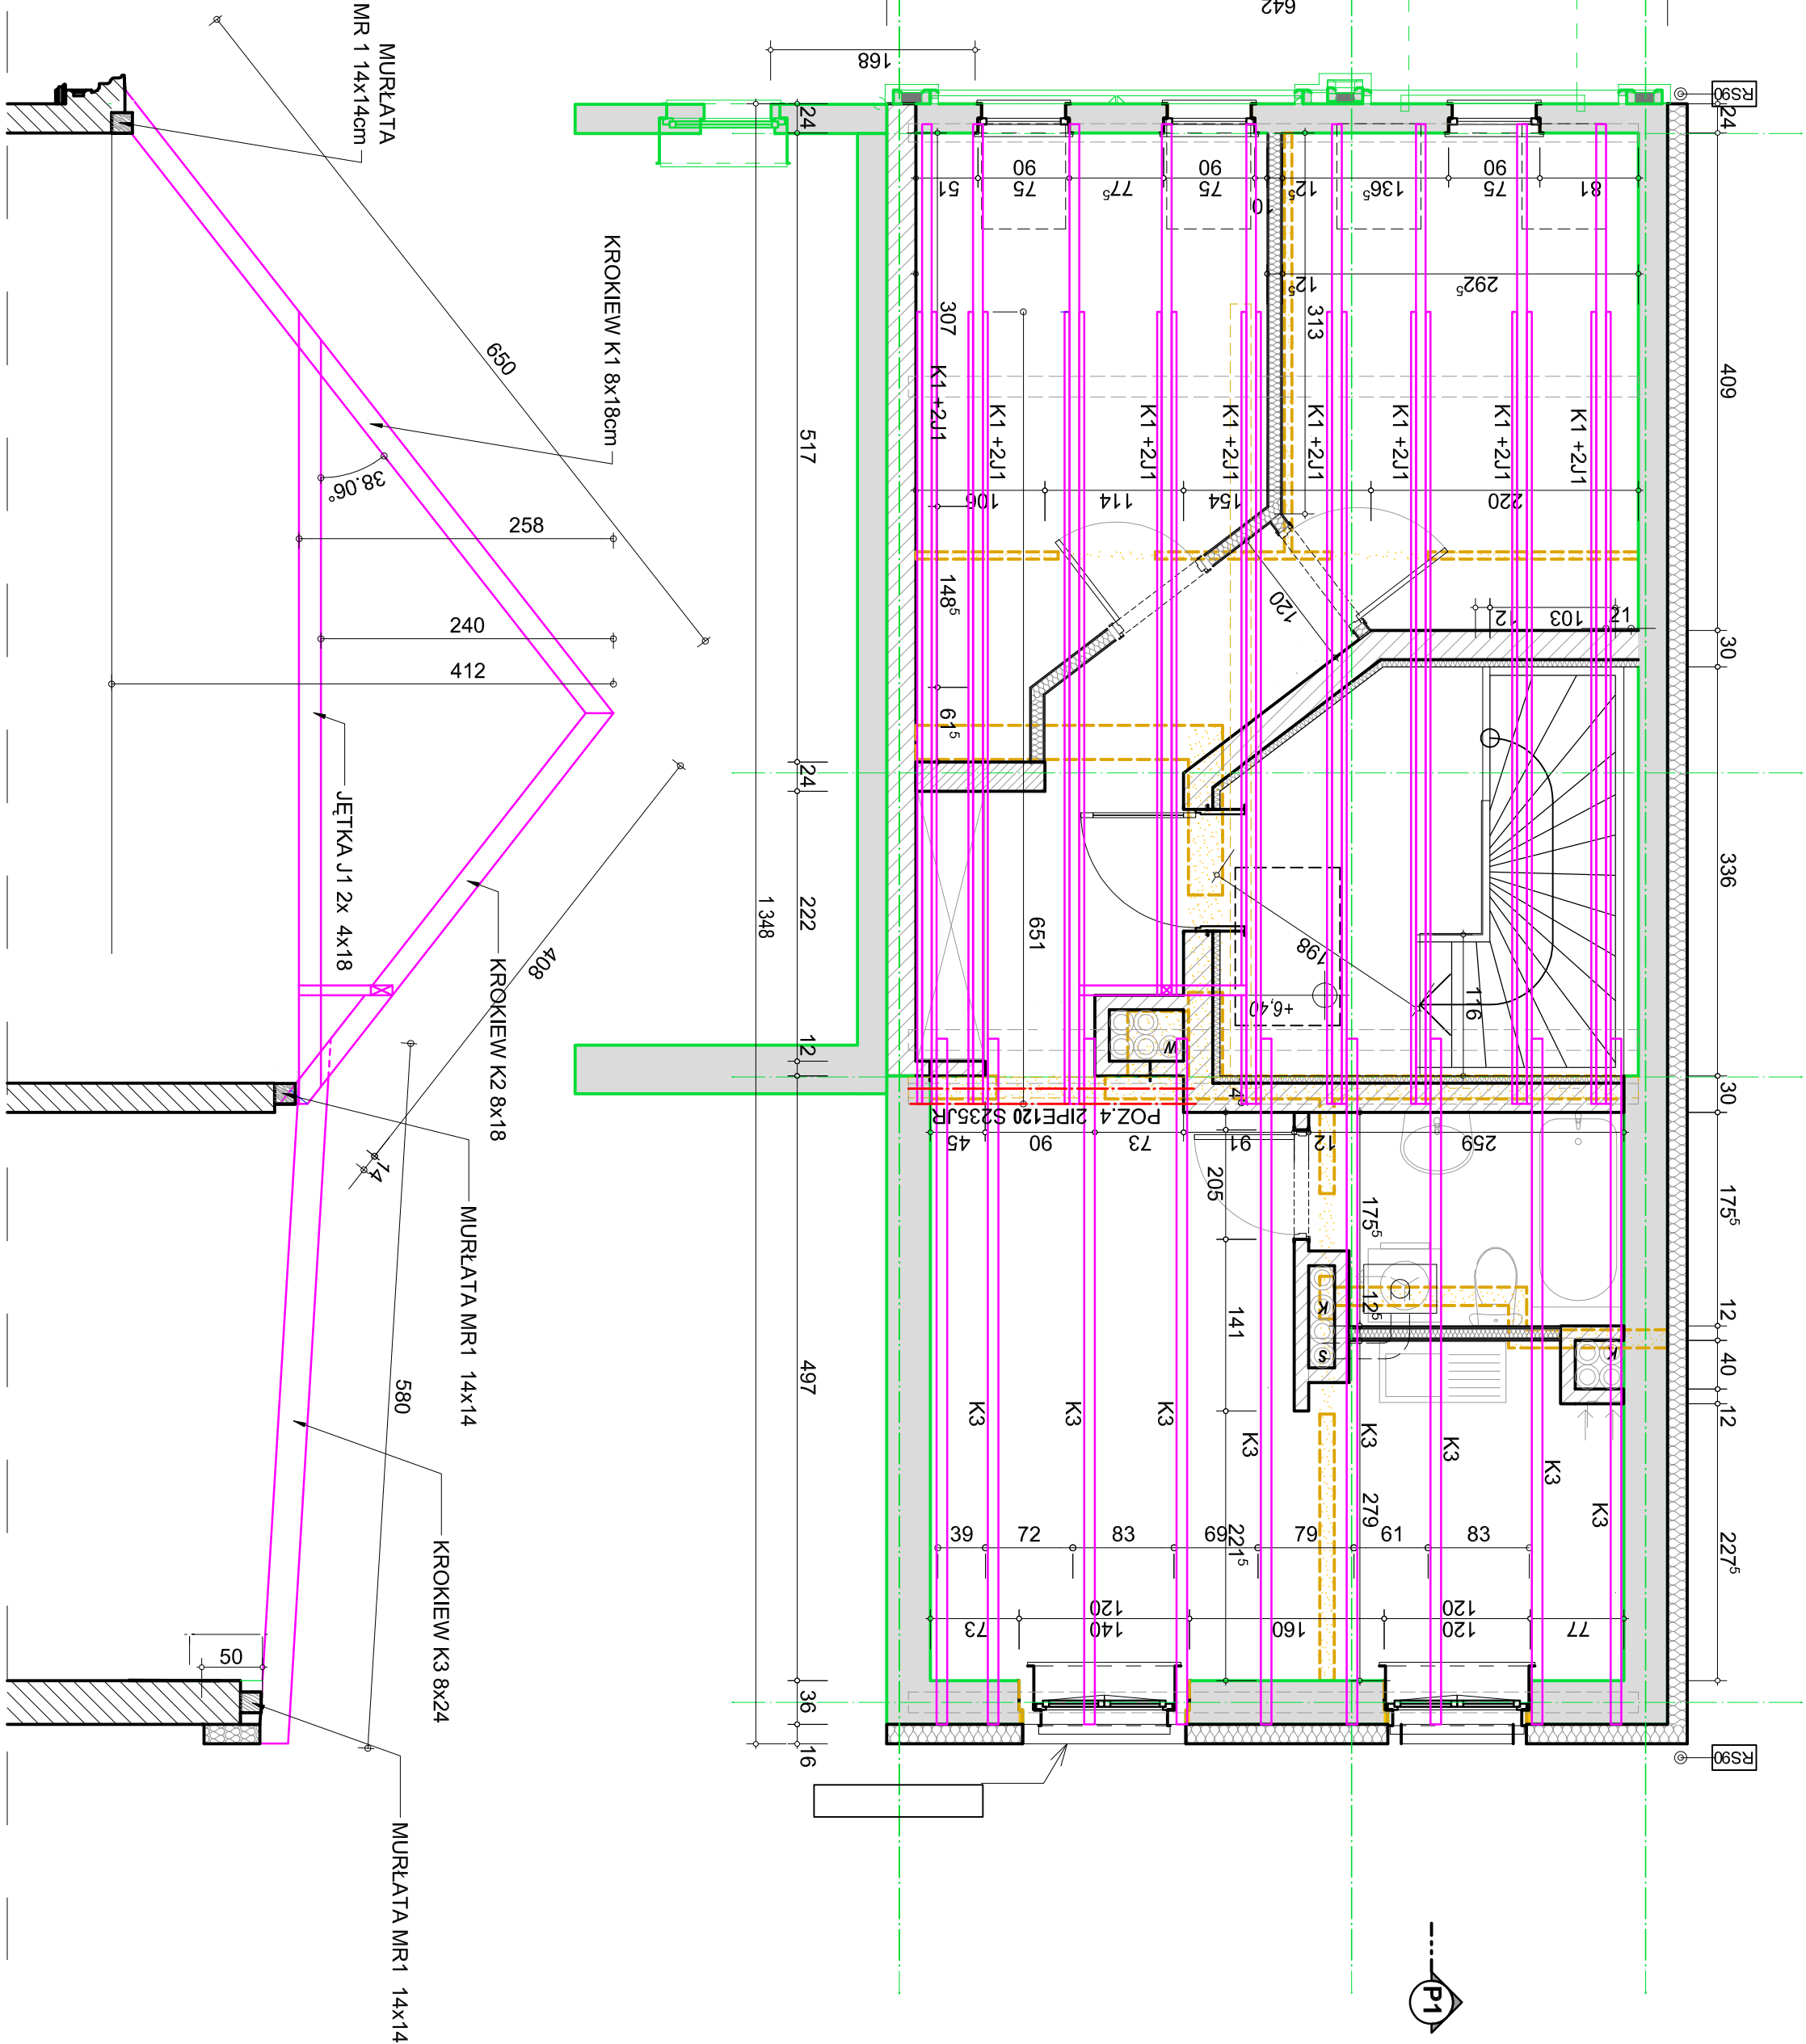 MURŁATA
MR 1 14x14cm
KROKIEW K1 8x18cm
650
38.06°
258
240
412
JĘTKA J1 2x 4x18
KROKIEW K2 8x18
408
14
MURŁATA MR1 14x14
580
KROKIEW K3 8x24
50
MURŁATA MR1 14x14
642
168
24
517
24
222
12
497
36
16
1 348
RS90
24
409
30
336
30
175⁵
12
40
12
227⁵
RS90
51
90
75
77⁵
90
75
10
12⁵
136⁵
90
75
81
12⁵
292⁵
307
313
K1 +2J1
K1 +2J1
K1 +2J1
K1 +2J1
K1 +2J1
K1 +2J1
K1 +2J1
K1 +2J1
106
114
154
220
148⁵
120
12
103
12
61⁵
651
198
+6,40
116
W
4
POZ.4 2IPE120 S235JR
45
90
73
91
12
259
205
175⁵
141
12⁵
K
S
K
K3
K3
K3
K3
K3
K3
K3
K3
279
221⁵
39
72
83
69
79
61
83
73
120
140
160
120
120
77
P1